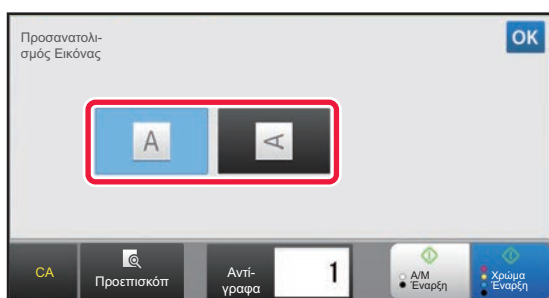 Προσανατολι-
σμός Εικόνας
OK
A
A
CA
Προεπισκόπ
Αντί-
γραφα
1
Α/Μ
Έναρξη
Χρώμα
Έναρξη